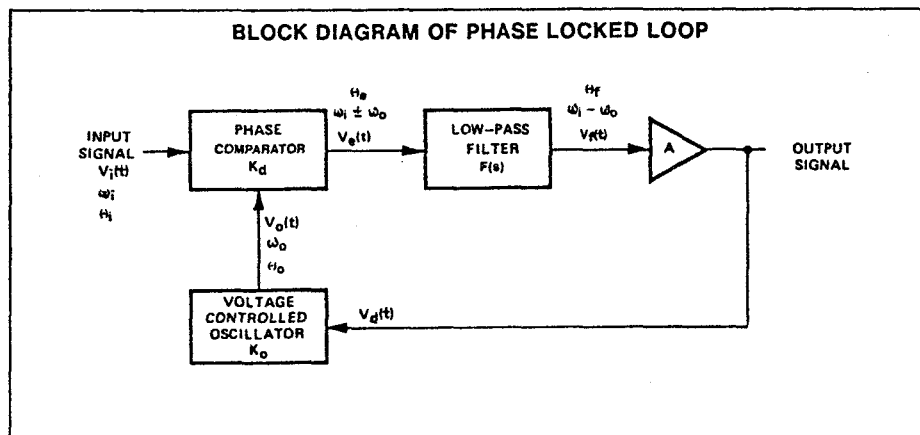 BLOCK DIAGRAM OF PHASE LOCKED LOOP
INPUT
SIGNAL
Vi(t)
ωi
θi
PHASE
COMPARATOR
Kd
θe
ωi ± ωo
Ve(t)
LOW-PASS
FILTER
F(s)
θf
ωi − ωo
Vf(t)
A
OUTPUT
SIGNAL
Vo(t)
ωo
θo
VOLTAGE
CONTROLLED
OSCILLATOR
Ko
Vd(t)